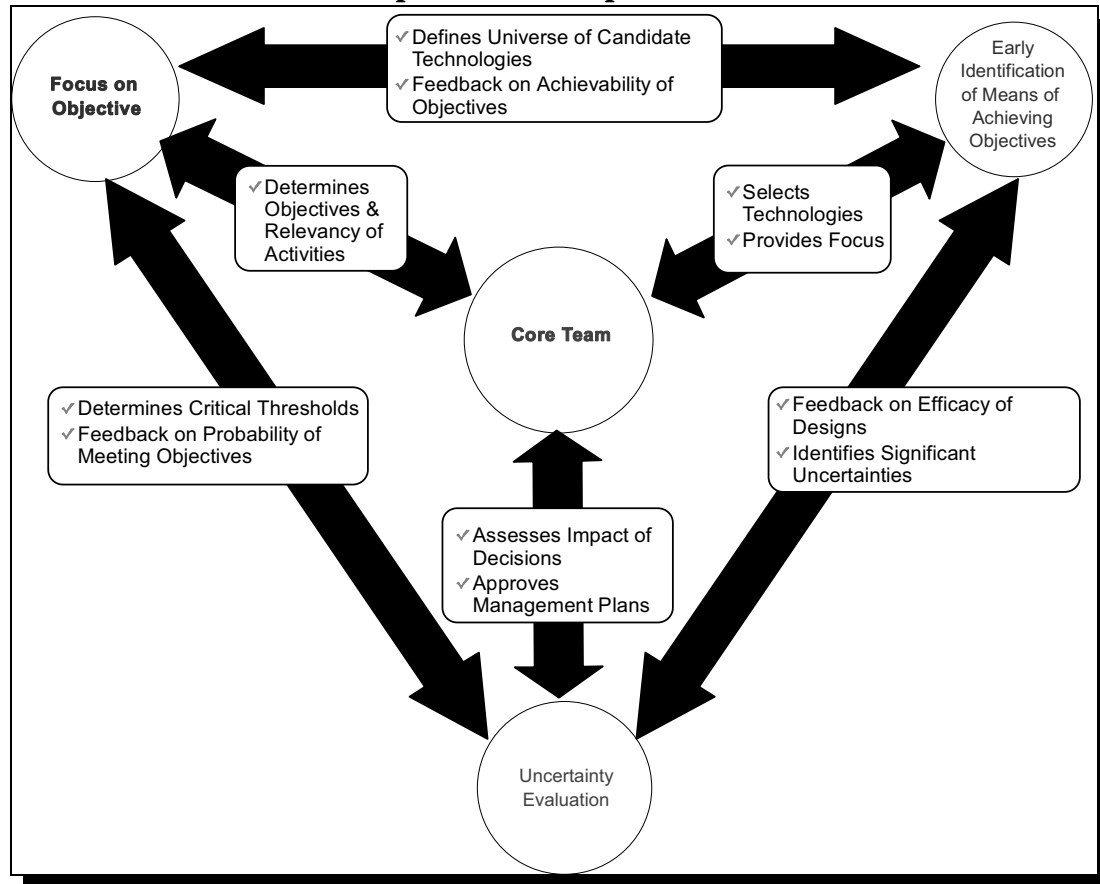 Focus on
Objective
✓Defines Universe of Candidate
Technologies
✓Feedback on Achievability of
Objectives
Early
Identification
of Means of
Achieving
Objectives
✓Determines
Objectives &
Relevancy of
Activities
✓Selects
Technologies
✓Provides Focus
Core Team
✓Determines Critical Thresholds
✓Feedback on Probability of
Meeting Objectives
✓Feedback on Efficacy of
Designs
✓Identifies Significant
Uncertainties
✓Assesses Impact of
Decisions
✓Approves
Management Plans
Uncertainty
Evaluation